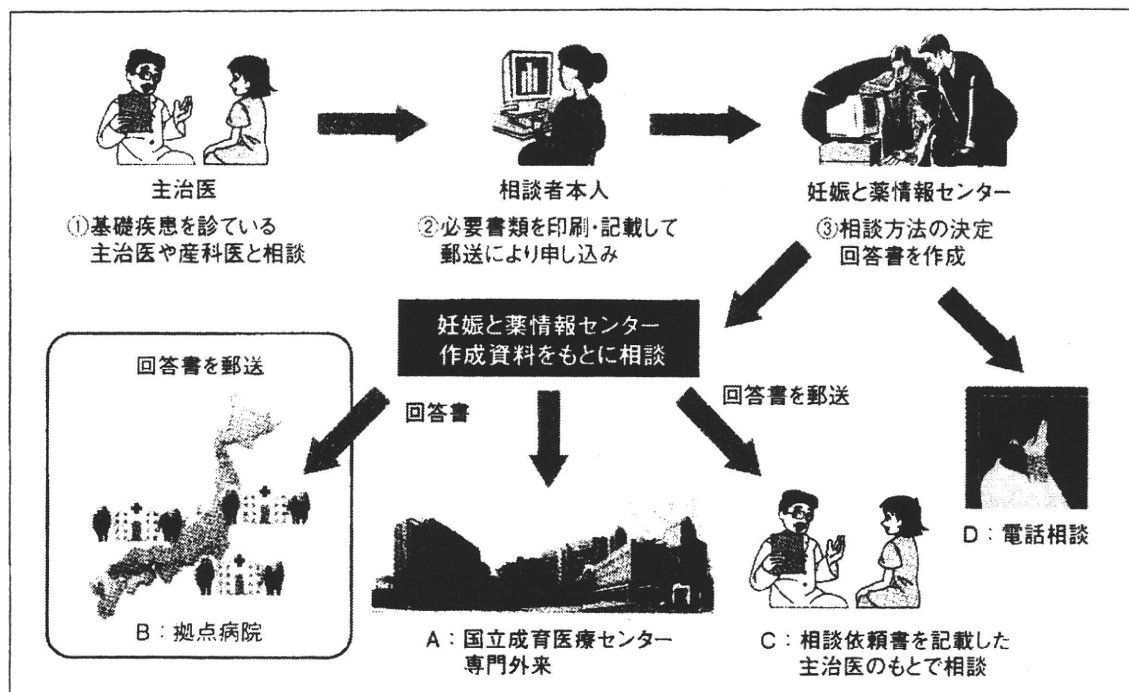 主治医
①基礎疾患を診ている
主治医や産科医と相談
相談者本人
②必要書類を印刷・記載して
郵送により申し込み
妊娠と薬情報センター
③相談方法の決定
回答書を作成
妊娠と薬情報センター
作成資料をもとに相談
回答書を郵送
回答書
回答書を郵送
B:拠点病院
A:国立成育医療センター
専門外来
C:相談依頼書を記載した
主治医のもとで相談
D:電話相談